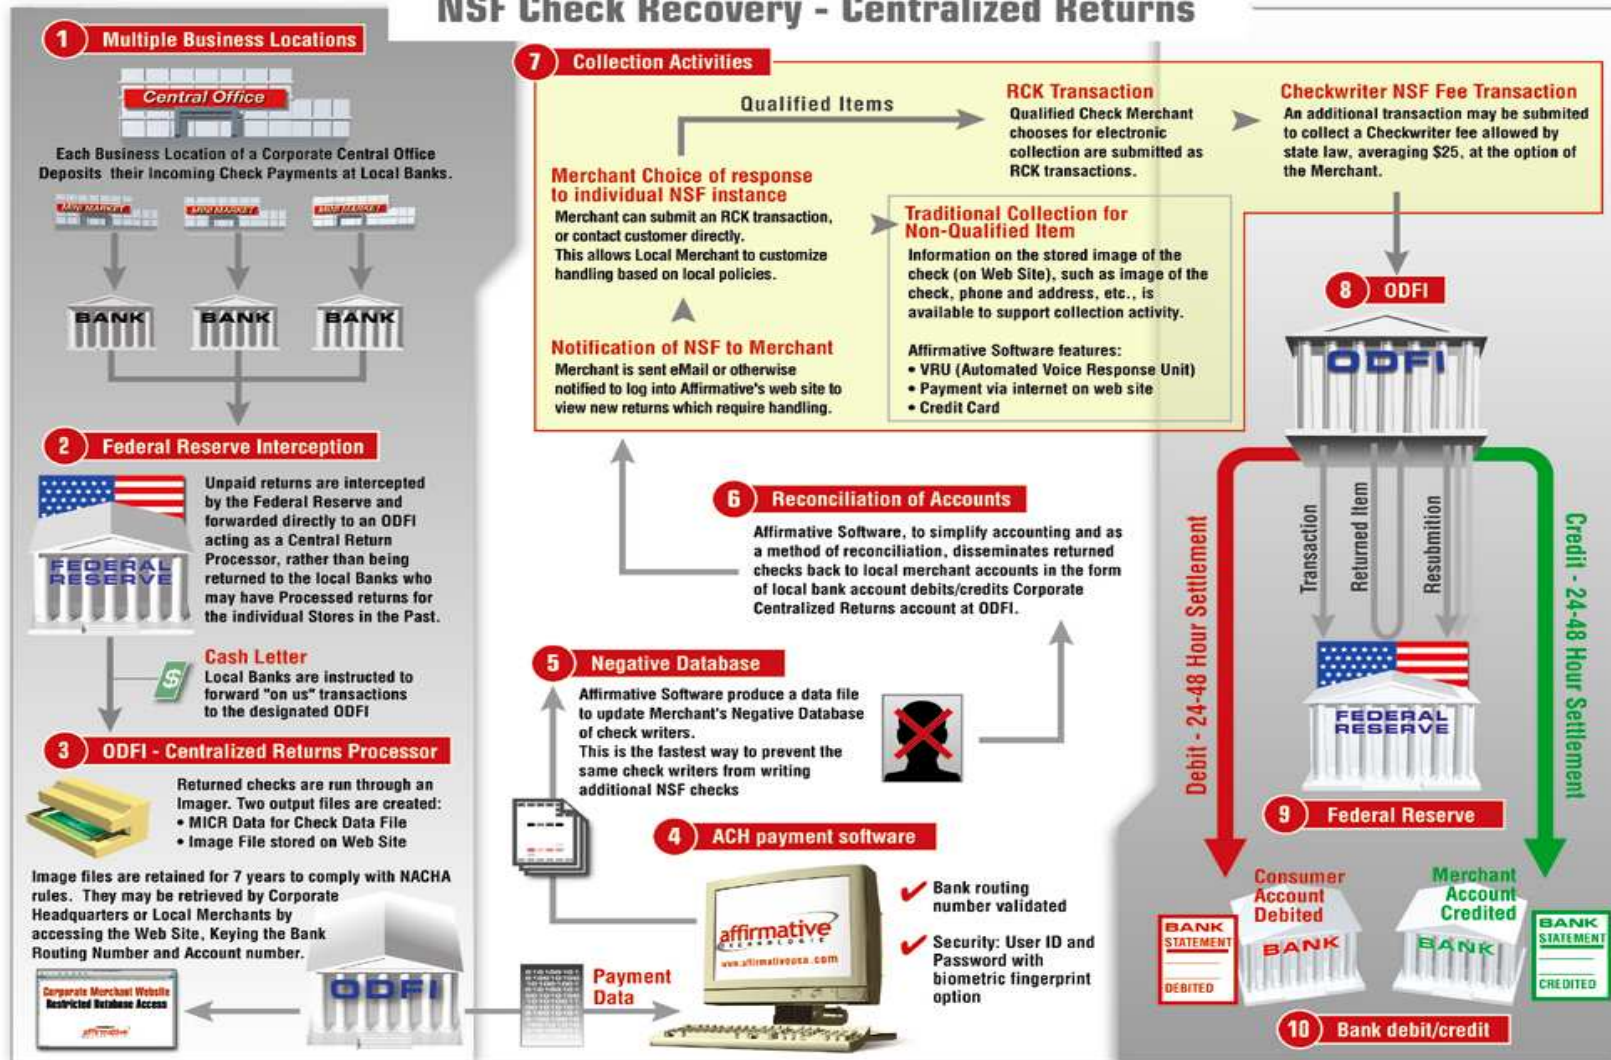 NSF Check Recovery - Centralized Returns
1 Multiple Business Locations
Central Office
Each Business Location of a Corporate Central Office
Deposits their Incoming Check Payments at Local Banks.
MINI MARKET
MINI MARKET
MINI MARKET
BANK
BANK
BANK
2 Federal Reserve Interception
FEDERAL
RESERVE
Unpaid returns are intercepted
by the Federal Reserve and
forwarded directly to an ODFI
acting as a Central Return
Processor, rather than being
returned to the local Banks who
may have Processed returns for
the individual Stores in the Past.
$
Cash Letter
Local Banks are instructed to
forward "on us" transactions
to the designated ODFI
3 ODFI - Centralized Returns Processor
Returned checks are run through an
Imager. Two output files are created:
• MICR Data for Check Data File
• Image File stored on Web Site
Image files are retained for 7 years to comply with NACHA
rules. They may be retrieved by Corporate
Headquarters or Local Merchants by
accessing the Web Site, Keying the Bank
Routing Number and Account number.
Corporate Merchant Website
Restricted Database Access
affirmative
ODFI
Payment
Data
4 ACH payment software
affirmative
www.affirmativeusa.com
Bank routing
number validated
Security: User ID and
Password with
biometric fingerprint
option
5 Negative Database
Affirmative Software produce a data file
to update Merchant's Negative Database
of check writers.
This is the fastest way to prevent the
same check writers from writing
additional NSF checks
6 Reconciliation of Accounts
Affirmative Software, to simplify accounting and as
a method of reconciliation, disseminates returned
checks back to local merchant accounts in the form
of local bank account debits/credits Corporate
Centralized Returns account at ODFI.
7 Collection Activities
Notification of NSF to Merchant
Merchant is sent eMail or otherwise
notified to log into Affirmative's web site to
view new returns which require handling.
Merchant Choice of response
to individual NSF instance
Merchant can submit an RCK transaction,
or contact customer directly.
This allows Local Merchant to customize
handling based on local policies.
Qualified Items
RCK Transaction
Qualified Check Merchant
chooses for electronic
collection are submitted as
RCK transactions.
Traditional Collection for
Non-Qualified Item
Information on the stored image of the
check (on Web Site), such as image of the
check, phone and address, etc., is
available to support collection activity.
Affirmative Software features:
• VRU (Automated Voice Response Unit)
• Payment via internet on web site
• Credit Card
Checkwriter NSF Fee Transaction
An additional transaction may be submited
to collect a Checkwriter fee allowed by
state law, averaging $25, at the option of
the Merchant.
8 ODFI
ODFI
Debit - 24-48 Hour Settlement
Transaction
Returned Item
Resubmition
Credit - 24-48 Hour Settlement
FEDERAL
RESERVE
9 Federal Reserve
Consumer
Account
Debited
BANK
BANK
STATEMENT
DEBITED
Merchant
Account
Credited
BANK
BANK
STATEMENT
CREDITED
10 Bank debit/credit